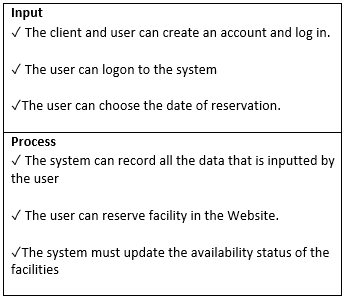 Input
✓ The client and user can create an account and log in.
✓ The user can logon to the system
✓The user can choose the date of reservation.
Process
✓ The system can record all the data that is inputted by
the user
✓ The user can reserve facility in the Website.
✓The system must update the availability status of the
facilities